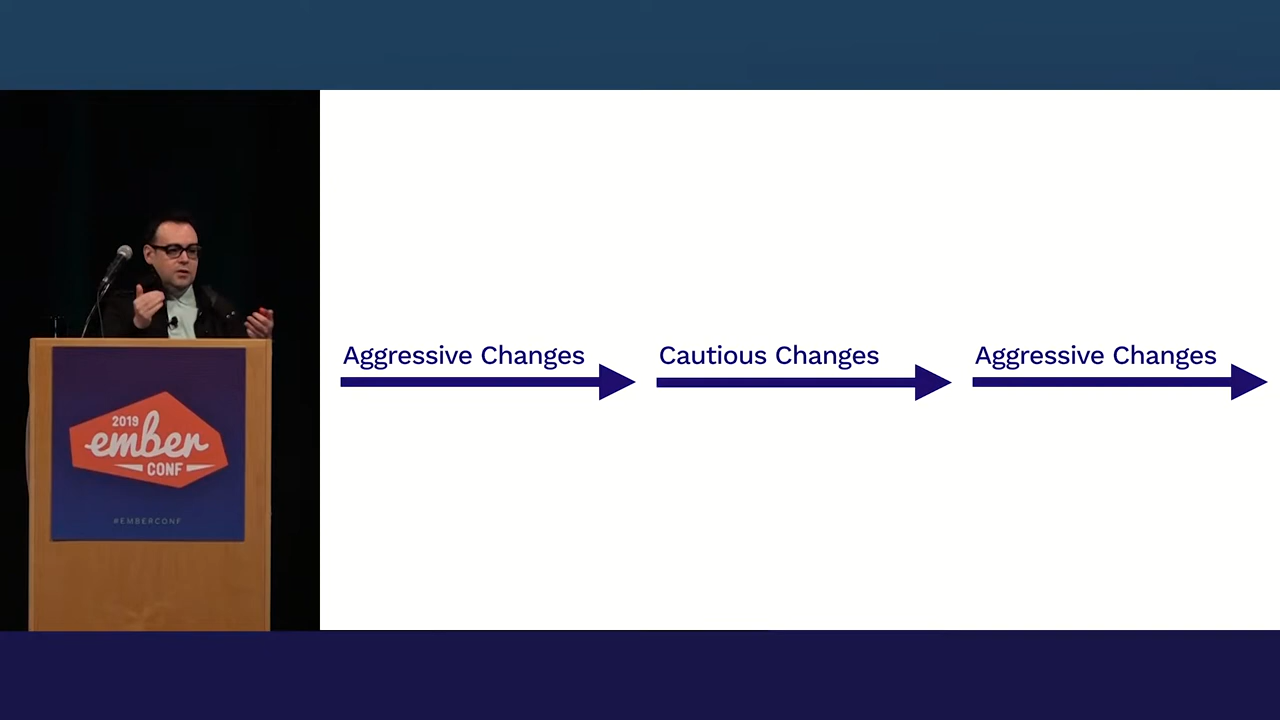 Aggressive Changes
Cautious Changes
Aggressive Changes
2019
ember
CONF
#EMBERCONF